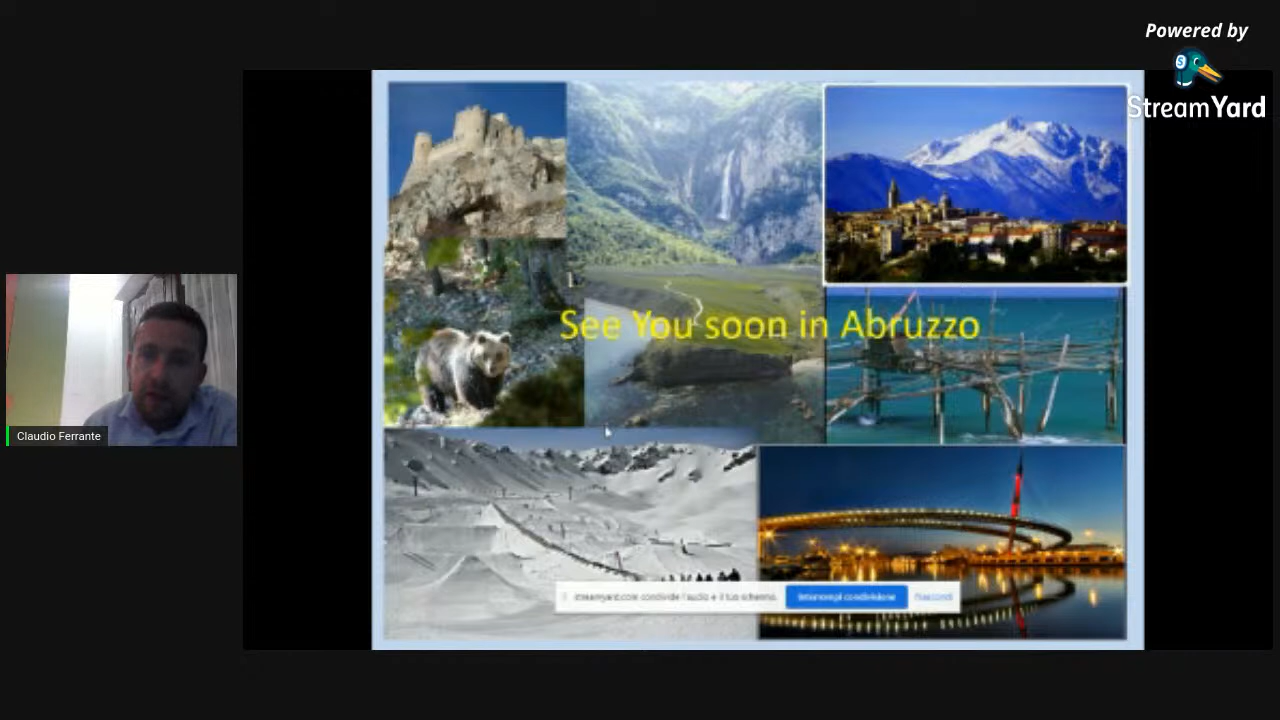 Powered by
StreamYard
See You soon in Abruzzo
Claudio Ferrante
streamyard.com condivide l'audio e il tuo schermo.
Interrompi condivisione
Nascondi